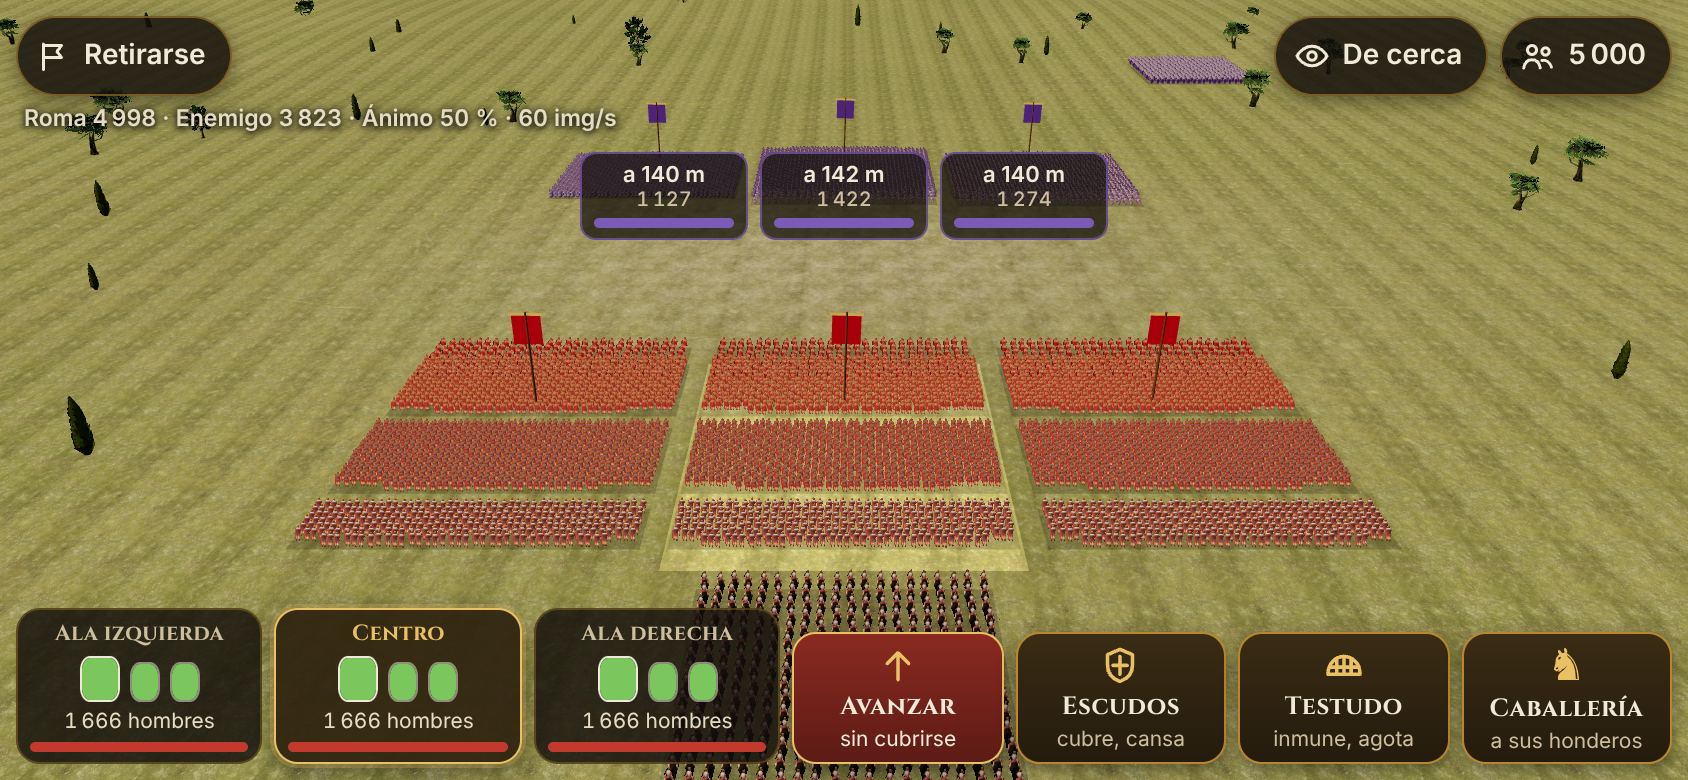 Retirarse
De cerca
5 000
Roma 4 998 · Enemigo 3 823 · Ánimo 50 % · 60 img/s
a 140 m
1 127
a 142 m
1 422
a 140 m
1 274
Ala izquierda
1 666 hombres
Centro
1 666 hombres
Ala derecha
1 666 hombres
Avanzar
sin cubrirse
Escudos
cubre, cansa
Testudo
inmune, agota
Caballería
a sus honderos